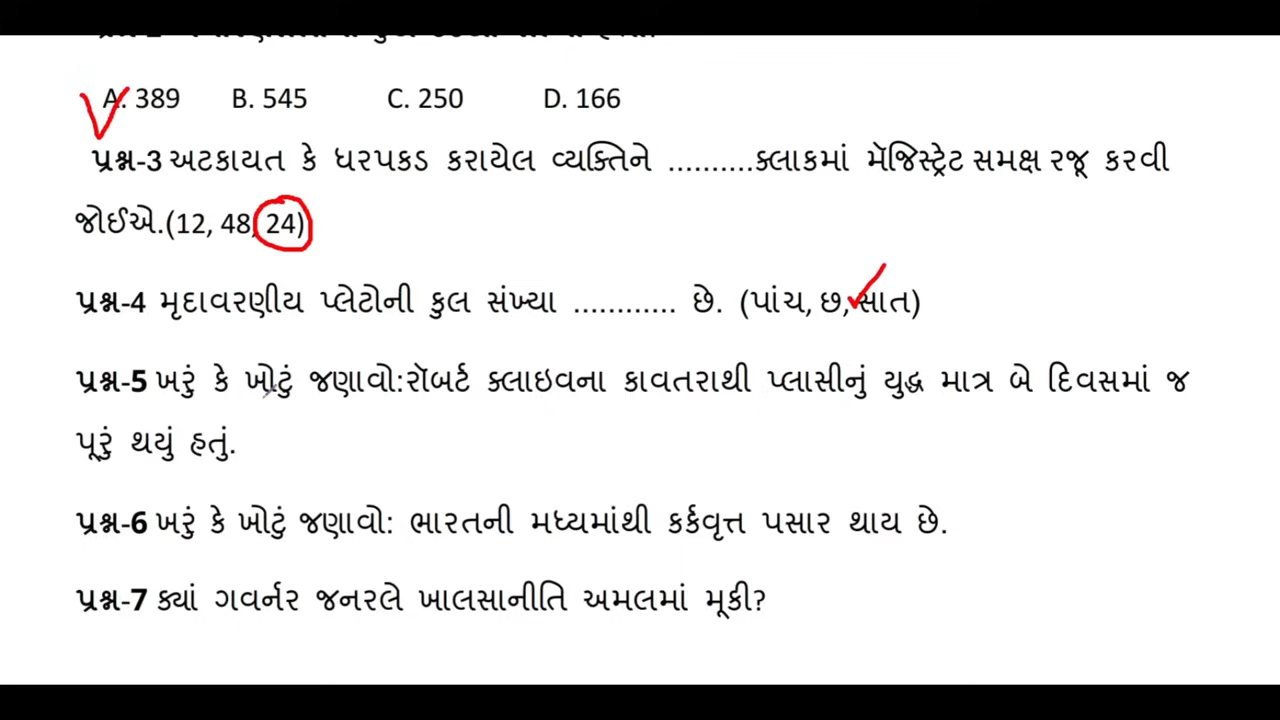 A. 389 B. 545 C. 250 D. 166
પ્રશ્ન-3 અટકાયત કે ધરપકડ કરાયેલ વ્યક્તિને ..........ક્લાકમાં મૅજિસ્ટ્રેટ સમક્ષ રજૂ કરવી
જોઈએ.(12, 48, 24)
પ્રશ્ન-4 મૃદાવરણીય પ્લેટોની કુલ સંખ્યા ............ છે. (પાંચ, છ, સાત)
પ્રશ્ન-5 ખરું કે ખોટું જણાવો:રૉબર્ટ ક્લાઇવના કાવતરાથી પ્લાસીનું યુદ્ધ માત્ર બે દિવસમાં જ
પૂરું થયું હતું.
પ્રશ્ન-6 ખરું કે ખોટું જણાવો: ભારતની મધ્યમાંથી કર્કવૃત્ત પસાર થાય છે.
પ્રશ્ન-7 ક્યાં ગવર્નર જનરલે ખાલસાનીતિ અમલમાં મૂકી?